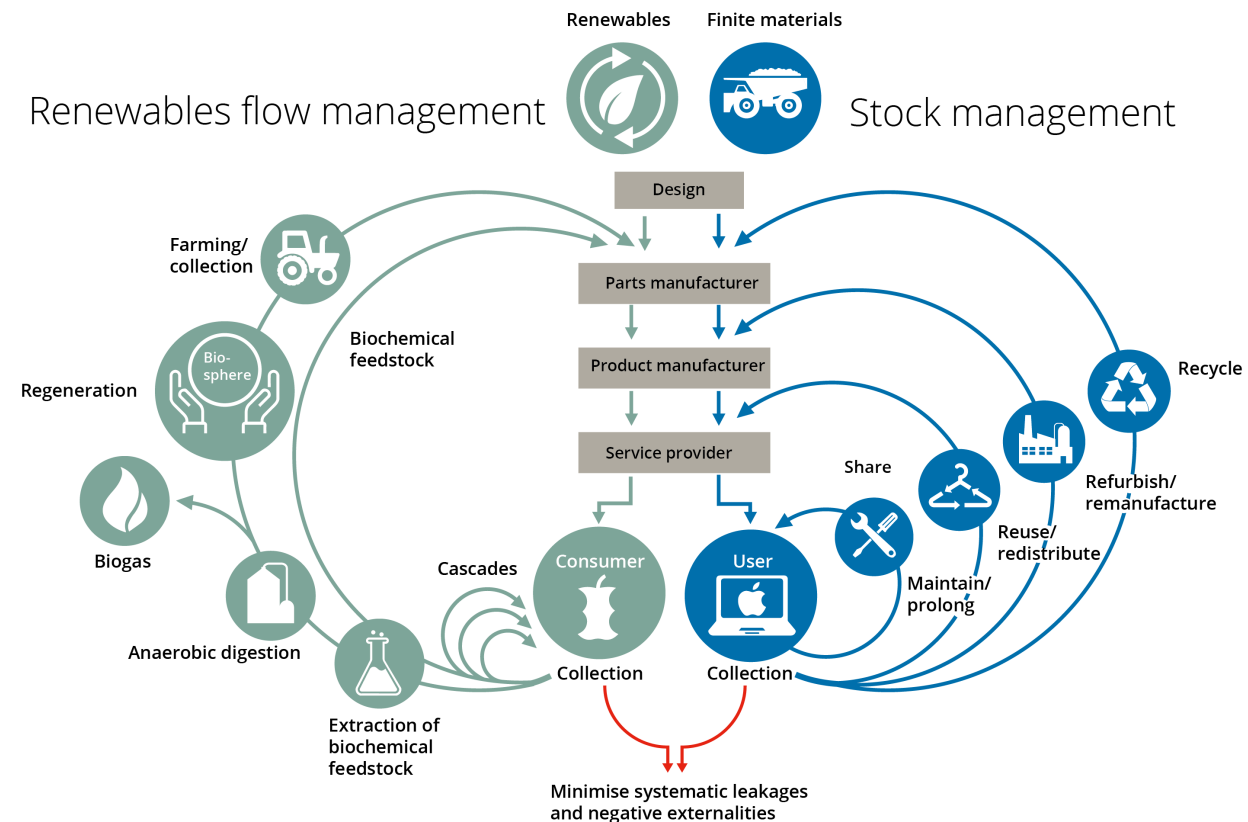 Renewables
Finite materials
Renewables flow management
Stock management
Design
Farming/
collection
Parts manufacturer
Biochemical
feedstock
Bio-
sphere
Product manufacturer
Recycle
Regeneration
Service provider
Share
Refurbish/
remanufacture
Reuse/
redistribute
Biogas
Consumer
User
Cascades
Maintain/
prolong
Anaerobic digestion
Collection
Collection
Extraction of
biochemical
feedstock
Minimise systematic leakages
and negative externalities